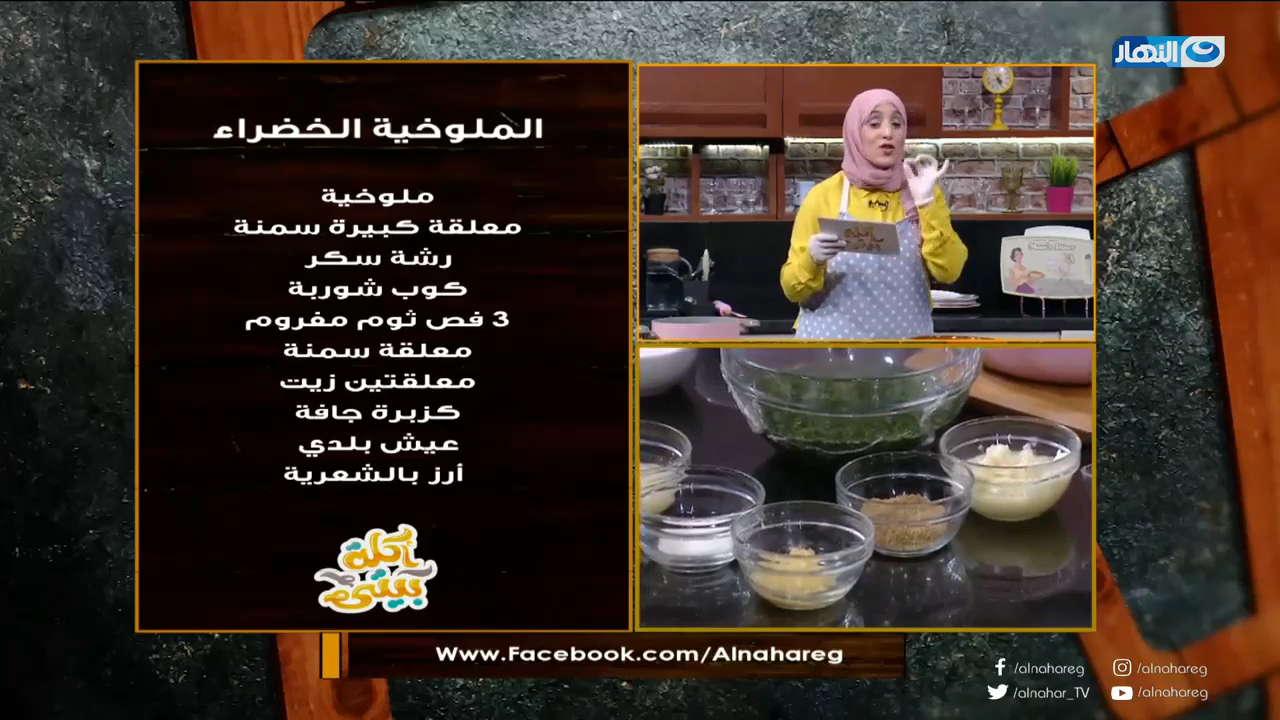 النهار
الملوخية الخضراء
ملوخية
معلقة كبيرة سمنة
رشة سكر
كوب شوربة
3 فص ثوم مفروم
معلقة سمنة
معلقتين زيت
كزبرة جافة
عيش بلدي
أرز بالشعرية
أكلة بيتي
Www.Facebook.com/Alnahareg
/alnahareg
/alnahareg
/alnahar_TV
/alnahareg